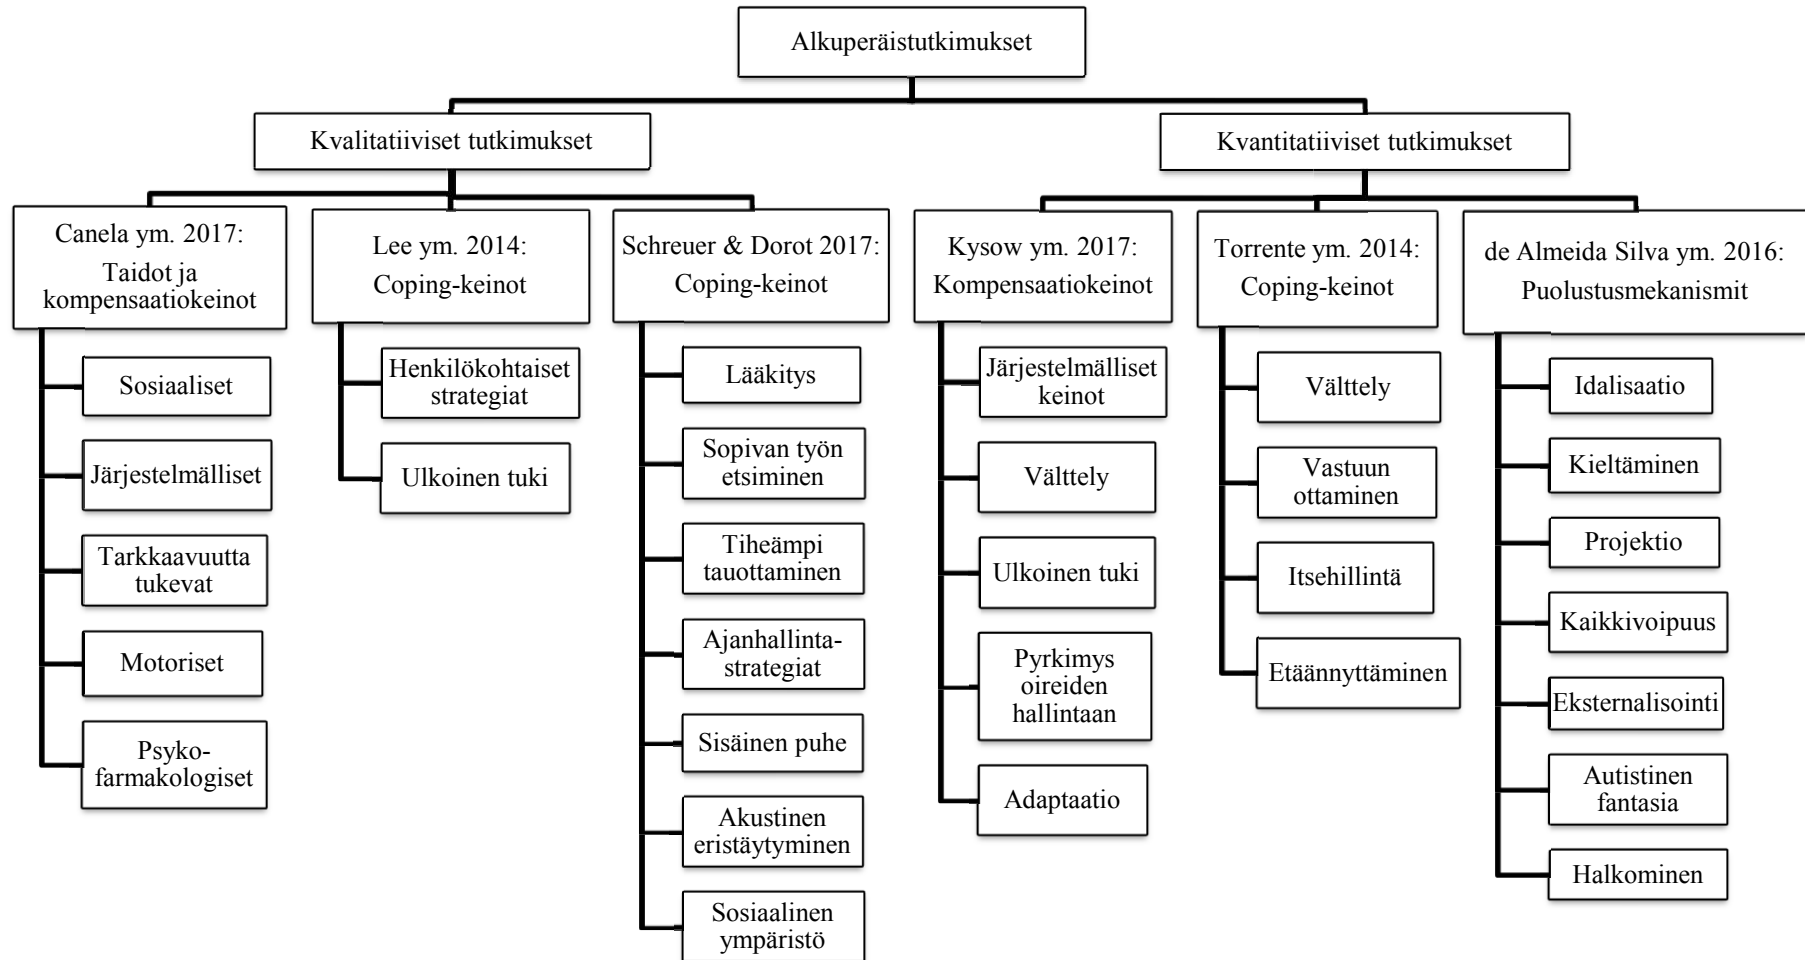 Alkuperäistutkimukset
Kvalitatiiviset tutkimukset
Kvantitatiiviset tutkimukset
Canela ym. 2017:
Taidot ja
kompensaatiokeinot
Sosiaaliset
Järjestelmälliset
Tarkkaavuutta
tukevat
Motoriset
Psyko-
farmakologiset
Lee ym. 2014:
Coping-keinot
Henkilökohtaiset
strategiat
Ulkoinen tuki
Schreuer & Dorot 2017:
Coping-keinot
Lääkitys
Sopivan työn
etsiminen
Tiheämpi
tauottaminen
Ajanhallinta-
strategiat
Sisäinen puhe
Akustinen
eristäytyminen
Sosiaalinen
ympäristö
Kysow ym. 2017:
Kompensaatiokeinot
Järjestelmälliset
keinot
Välttely
Ulkoinen tuki
Pyrkimys
oireiden
hallintaan
Adaptaatio
Torrente ym. 2014:
Coping-keinot
Välttely
Vastuun
ottaminen
Itsehillintä
Etäännyttäminen
de Almeida Silva ym. 2016:
Puolustusmekanismit
Idalisaatio
Kieltäminen
Projektio
Kaikkivoipuus
Eksternalisointi
Autistinen
fantasia
Halkominen